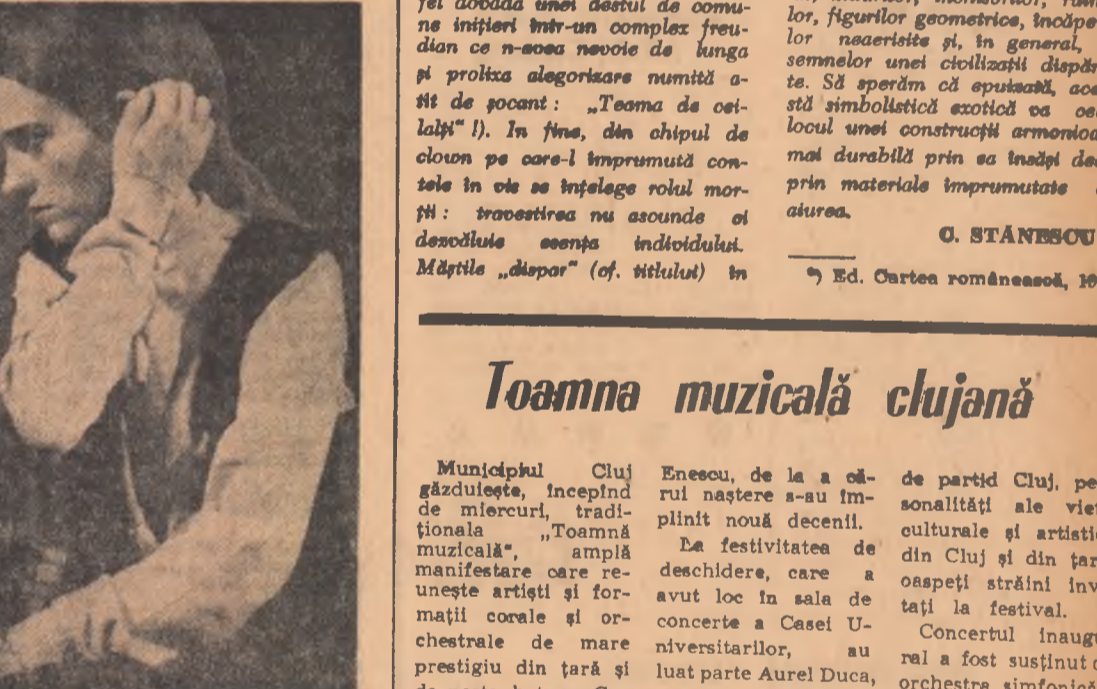 fel dovada unei destul de comu-
ne inițieri într-un complex freu-
dian ce n-avea nevoie de lunga
și prolixa alegorizare numită a-
tît de șocant : „Teama de cei-
lalți“ !). In fine, din chipul de
clown pe care-l împrumută con-
tele în vis se înțelege rolul mor-
ții : travestirea nu ascunde ci
dezvăluie esența individului.
Măștile „dispar“ (cf. titlului) în
lor, figurilor geometrice, încăpe
lor neaerisite și, în general,
semnelor unei civilizații dispăr
te. Să sperăm că epuizată, acea
stă simbolistică exotică va ce
locul unei construcții armonioa
mai durabilă prin ea însăși de
prin materiale împrumutate
aiurea.
C. STĂNESCU
*) Ed. Cartea românească, 19
Toamna muzicală clujană
Municipiul Cluj
găzduiește, începînd
de miercuri, tradi-
ționala „Toamnă
muzicală“, amplă
manifestare care re-
unește artiști și for-
mații corale și or-
chestrale de mare
prestigiu din țară și
Enescu, de la a că-
rui naștere s-au îm-
plinit nouă decenii.
La festivitatea de
deschidere, care a
avut loc în sala de
concerte a Casei U-
niversitarilor, au
luat parte Aurel Duca,
de partid Cluj, pe
sonalități ale vie
culturale și artistic
din Cluj și din țar
oaspeți străini inv
tați la festival.
Concertul inaugu
ral a fost susținut d
orchestra simfonică